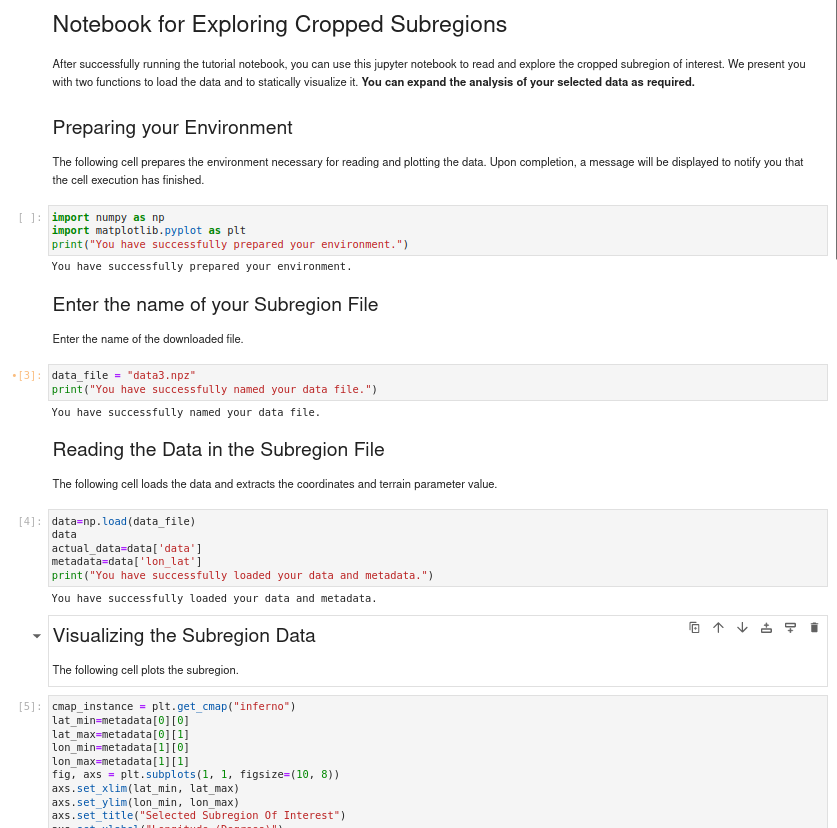 Notebook for Exploring Cropped Subregions
After successfully running the tutorial notebook, you can use this jupyter notebook to read and explore the cropped subregion of interest. We present you
with two functions to load the data and to statically visualize it. You can expand the analysis of your selected data as required.
Preparing your Environment
The following cell prepares the environment necessary for reading and plotting the data. Upon completion, a message will be displayed to notify you that
the cell execution has finished.
[ ]: import numpy as np
import matplotlib.pyplot as plt
print("You have successfully prepared your environment.")
You have successfully prepared your environment.
Enter the name of your Subregion File
Enter the name of the downloaded file.
•[3]: data_file = "data3.npz"
print("You have successfully named your data file.")
You have successfully named your data file.
Reading the Data in the Subregion File
The following cell loads the data and extracts the coordinates and terrain parameter value.
[4]: data=np.load(data_file)
data
actual_data=data['data']
metadata=data['lon_lat']
print("You have successfully loaded your data and metadata.")
You have successfully loaded your data and metadata.
Visualizing the Subregion Data
The following cell plots the subregion.
[5]: cmap_instance = plt.get_cmap("inferno")
lat_min=metadata[0][0]
lat_max=metadata[0][1]
lon_min=metadata[1][0]
lon_max=metadata[1][1]
fig, axs = plt.subplots(1, 1, figsize=(10, 8))
axs.set_xlim(lat_min, lat_max)
axs.set_ylim(lon_min, lon_max)
axs.set_title("Selected Subregion Of Interest")